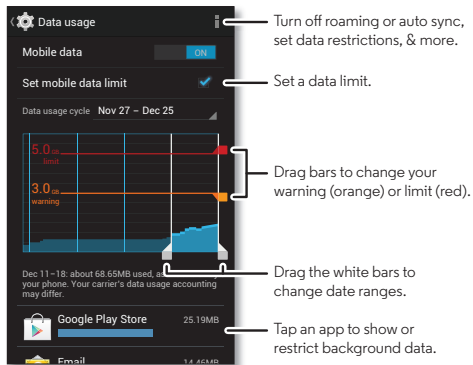 Data usage
Turn off roaming or auto sync,
set data restrictions, & more.
Mobile data
ON
Set mobile data limit
Set a data limit.
Data usage cycle Nov 27 – Dec 25
5.0 GB
limit
Drag bars to change your
warning (orange) or limit (red).
3.0 GB
warning
Drag the white bars to
change date ranges.
Dec 11–18: about 68.65MB used, as
your phone. Your carrier's data usage accounting
may differ.
Google Play Store 25.19MB
Tap an app to show or
restrict background data.
Email 14.46MB